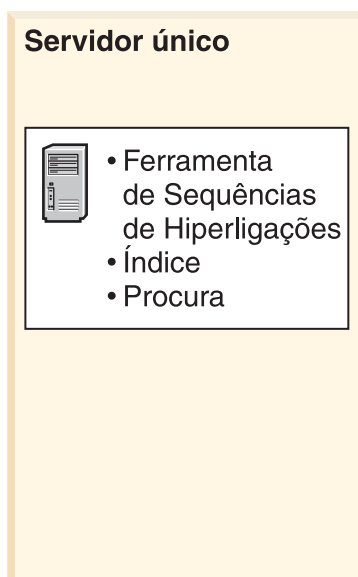 Servidor único
• Ferramenta
de Sequências
de Hiperligações
• Índice
• Procura